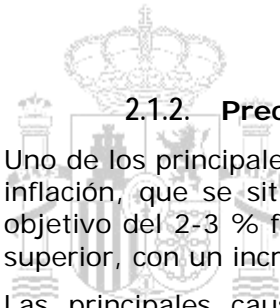 2.1.2. Prec
Uno de los principale
inflación, que se sit
objetivo del 2-3 % f
superior, con un incr
Las principales cau